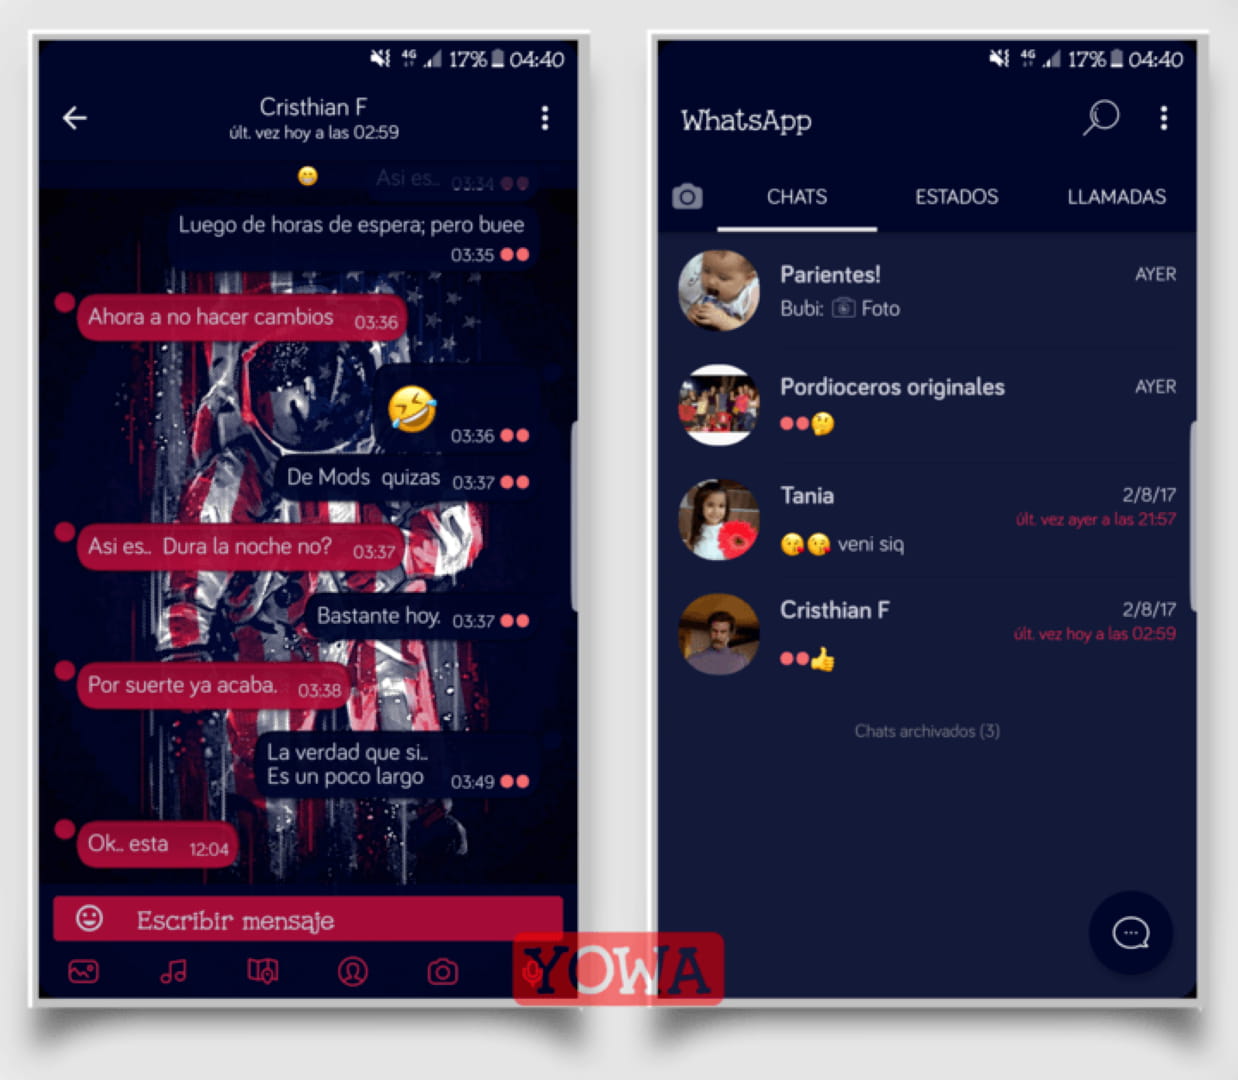 4G 17% 04:40
Cristhian F
últ. vez hoy a las 02:59
Asi es.. 03:34
Luego de horas de espera; pero buee
03:35
Ahora a no hacer cambios 03:36
03:36
De Mods quizas 03:37
Asi es.. Dura la noche no? 03:37
Bastante hoy. 03:37
Por suerte ya acaba. 03:38
La verdad que si..
Es un poco largo 03:49
Ok.. esta 12:04
Escribir mensaje
4G 17% 04:40
WhatsApp
CHATS ESTADOS LLAMADAS
Parientes! AYER
Bubi: Foto
Pordioceros originales AYER
Tania 2/8/17
últ. vez ayer a las 21:57
veni siq
Cristhian F 2/8/17
últ. vez hoy a las 02:59
Chats archivados (3)
YOWA